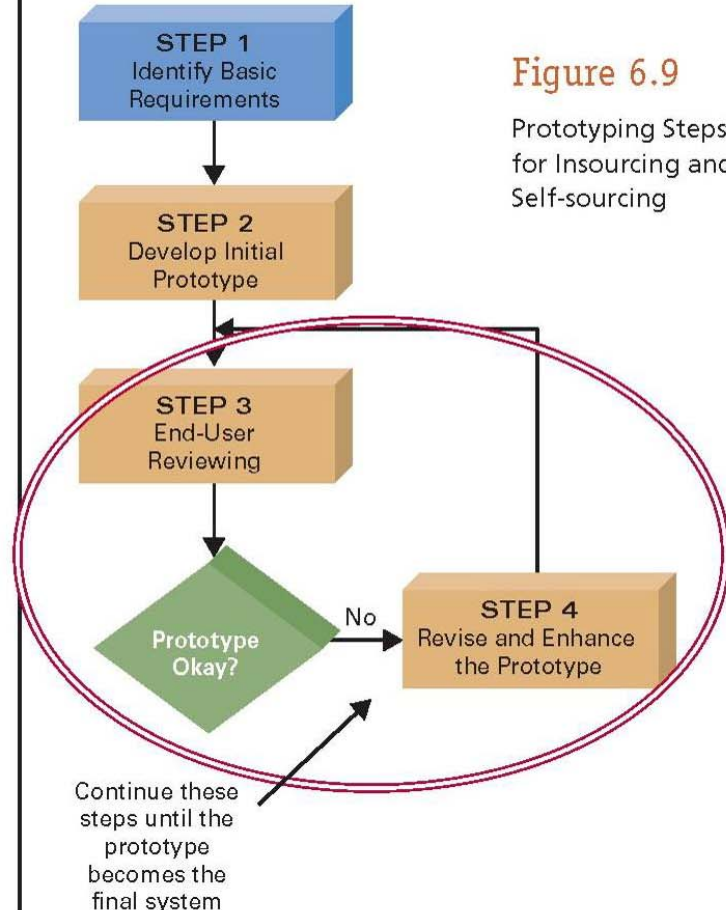 STEP 1
Identify Basic
Requirements
Figure 6.9
Prototyping Steps
for Insourcing and
Self-sourcing
STEP 2
Develop Initial
Prototype
STEP 3
End-User
Reviewing
Prototype
Okay?
No
STEP 4
Revise and Enhance
the Prototype
Continue these
steps until the
prototype
becomes the
final system